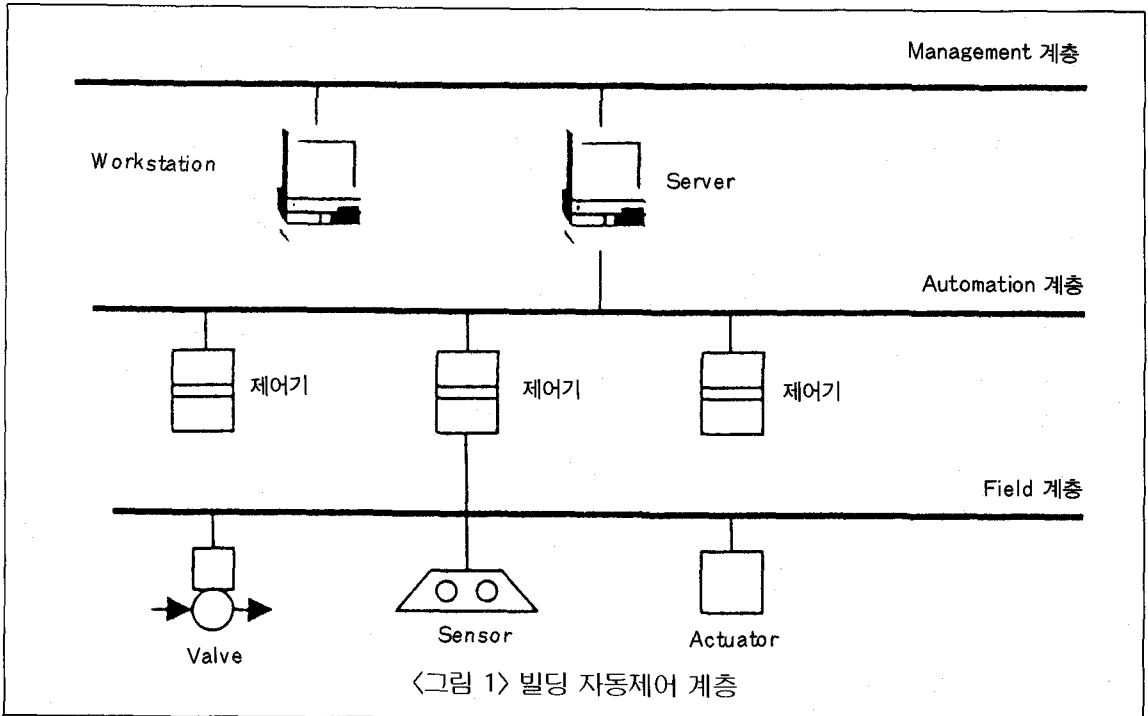 Management 계층
Workstation
Server
Automation 계층
제어기 제어기 제어기
Field 계층
Valve
Sensor
Actuator
<그림 1> 빌딩 자동제어 계층